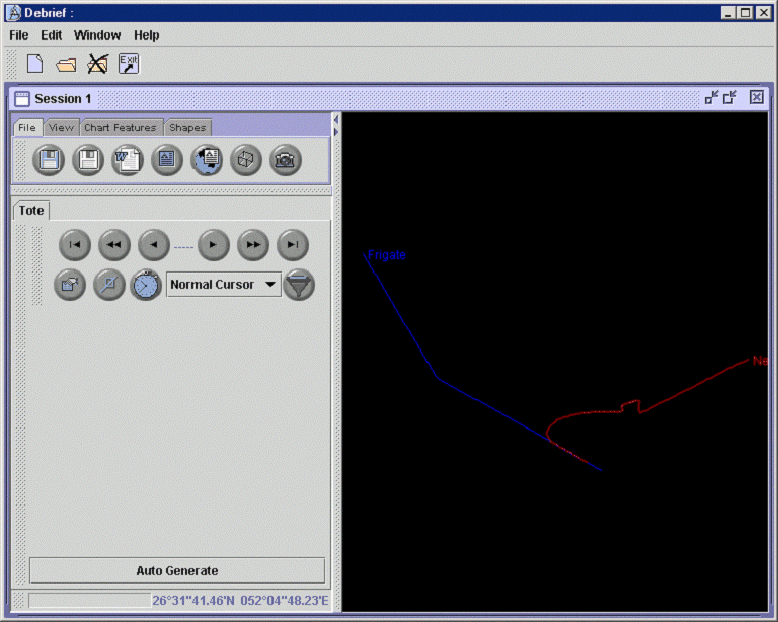 Debrief :
File Edit Window Help
Exit
Session 1
File View Chart Features Shapes
W
Tote
-----
Normal Cursor
Auto Generate
26°31"41.46'N 052°04"48.23'E
Frigate
Ne